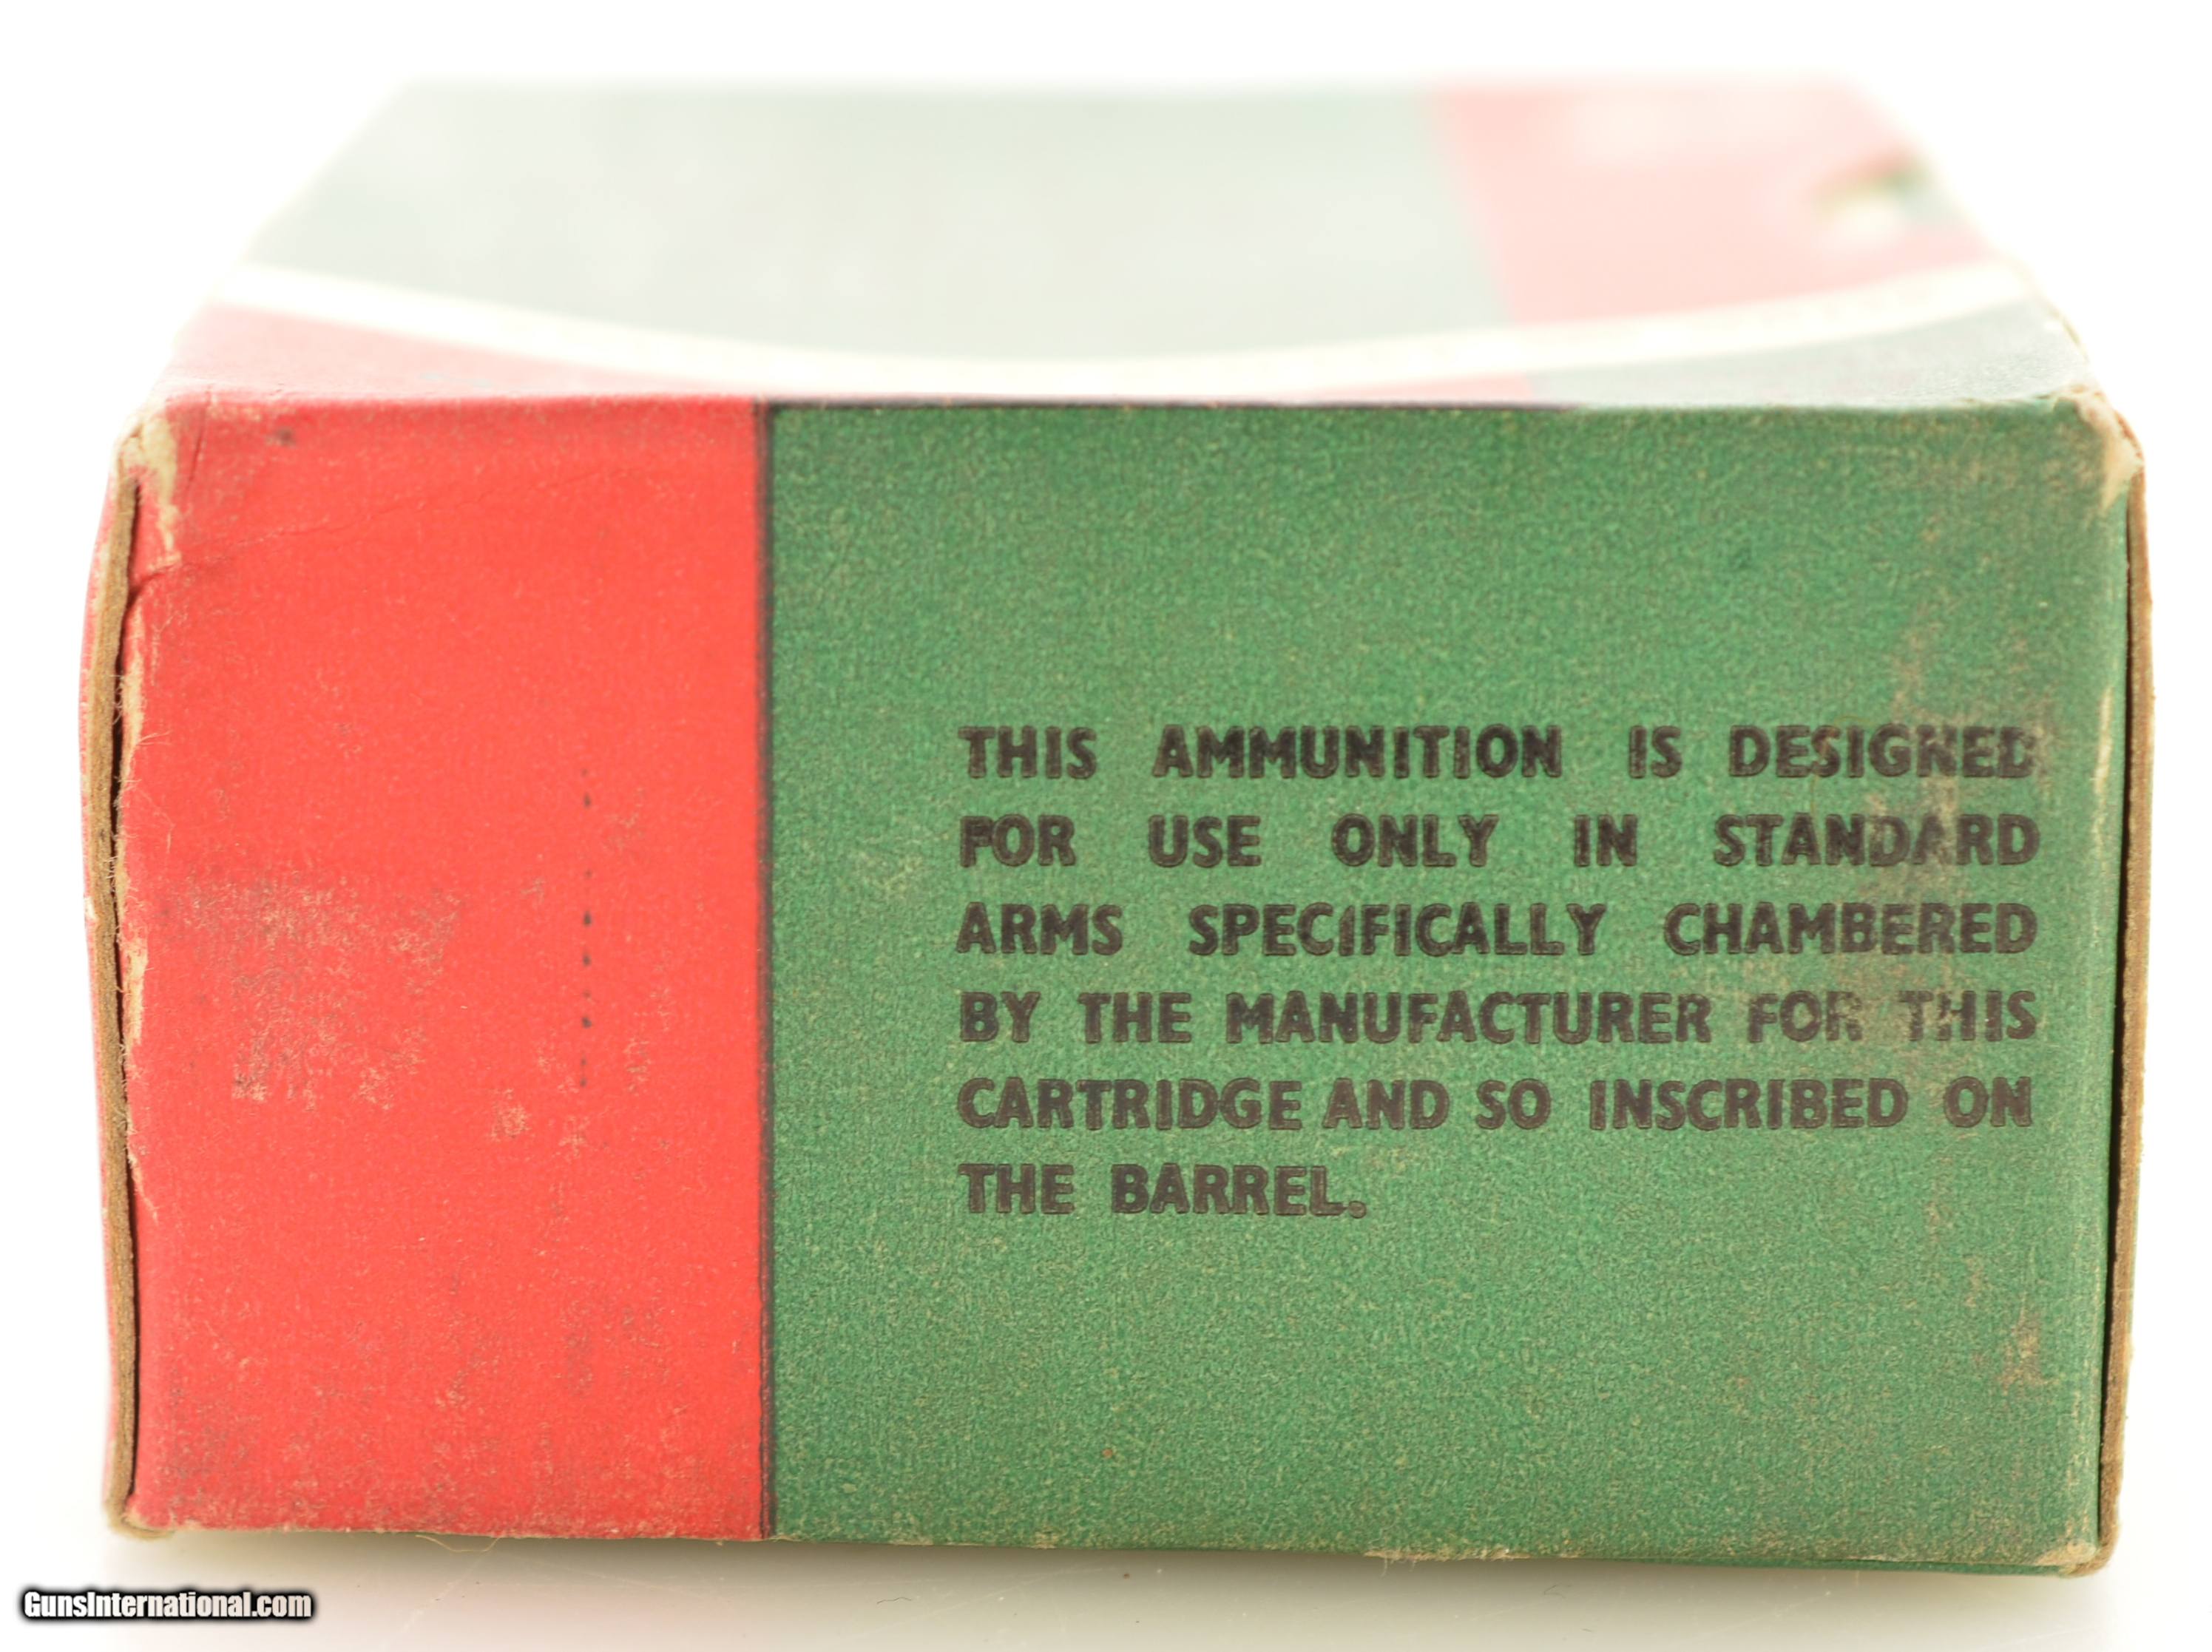 THIS AMMUNITION IS DESIGNED
FOR USE ONLY IN STANDARD
ARMS SPECIFICALLY CHAMBERED
BY THE MANUFACTURER FOR THIS
CARTRIDGE AND SO INSCRIBED ON
THE BARREL.
GunsInternational.com